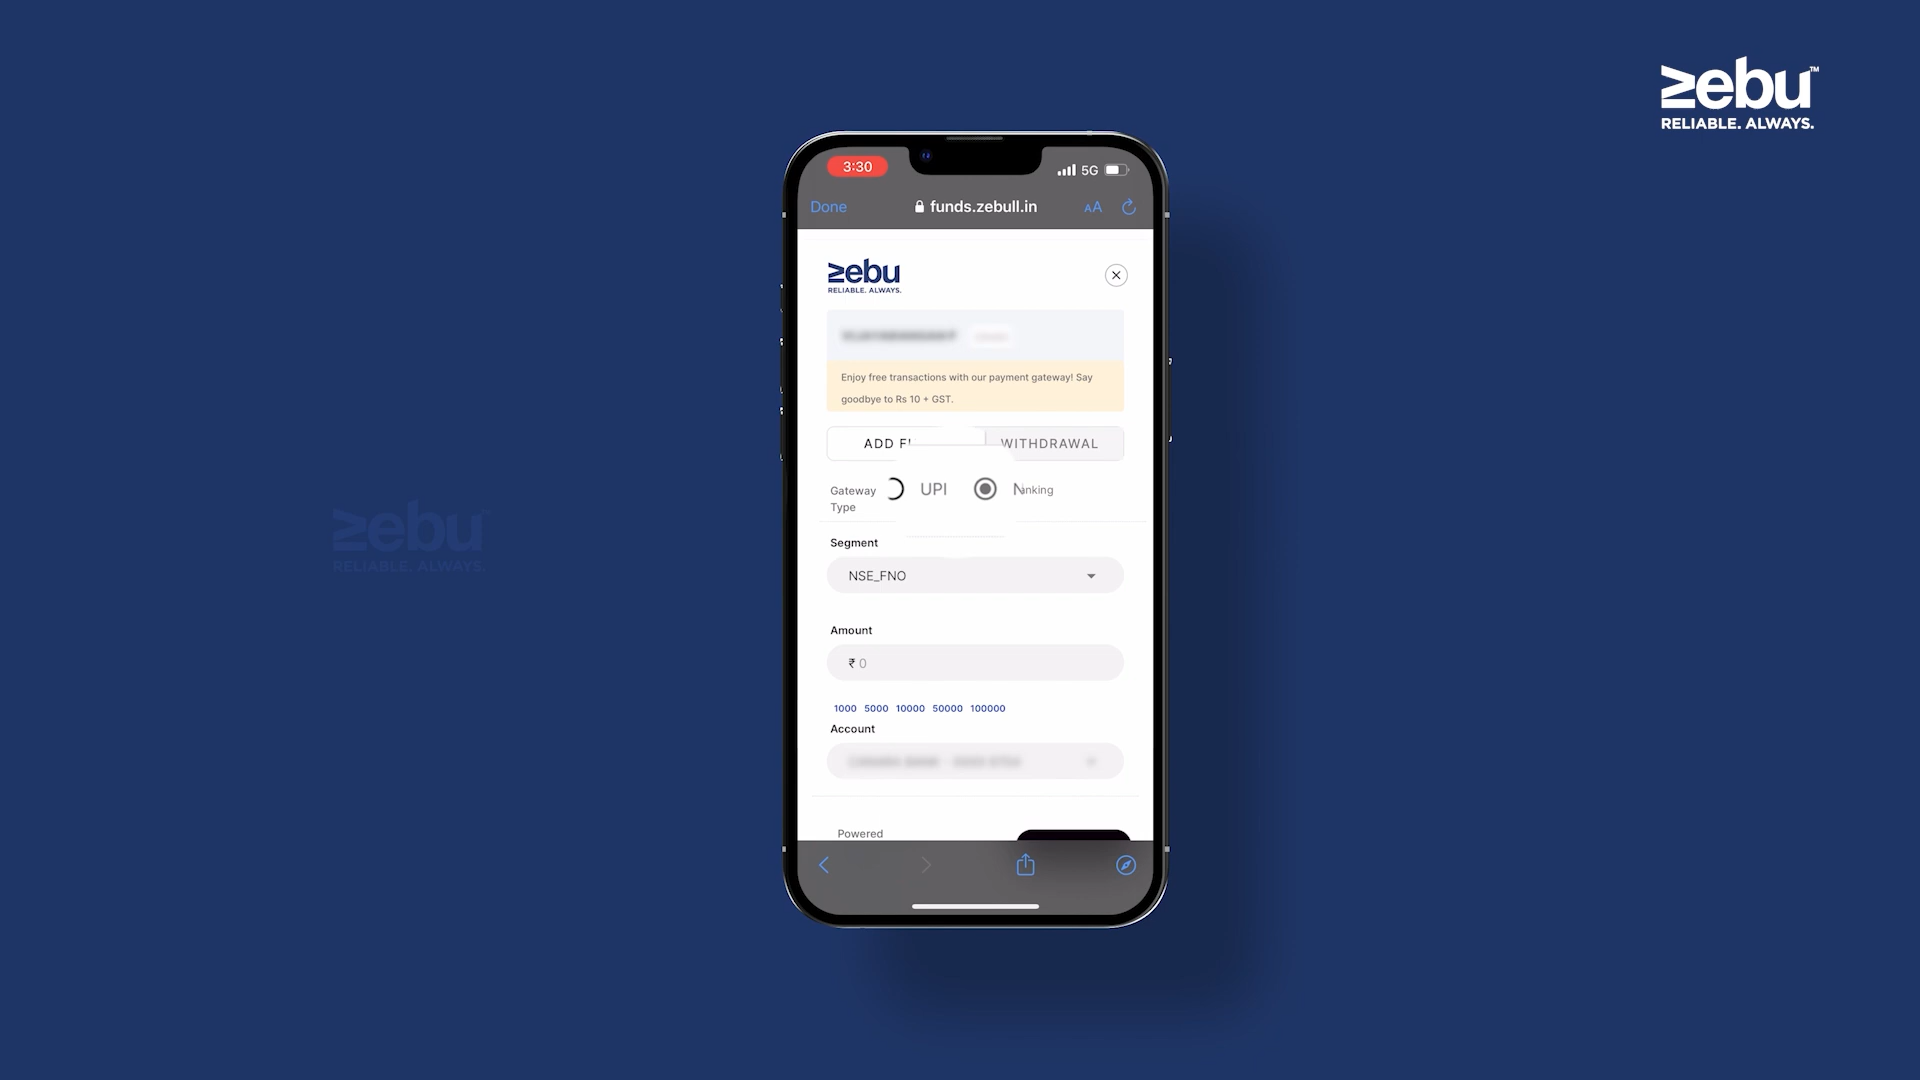 zebu™
RELIABLE. ALWAYS.
3:30
5G
Done
funds.zebull.in
AA
zebu
RELIABLE. ALWAYS.
Enjoy free transactions with our payment gateway! Say
goodbye to Rs 10 + GST.
ADD
WITHDRAWAL
Gateway
Type
UPI
Segment
NSE_FNO
Amount
₹ 0
1000 5000 10000 50000 100000
Account
Powered
zebu
RELIABLE. ALWAYS.